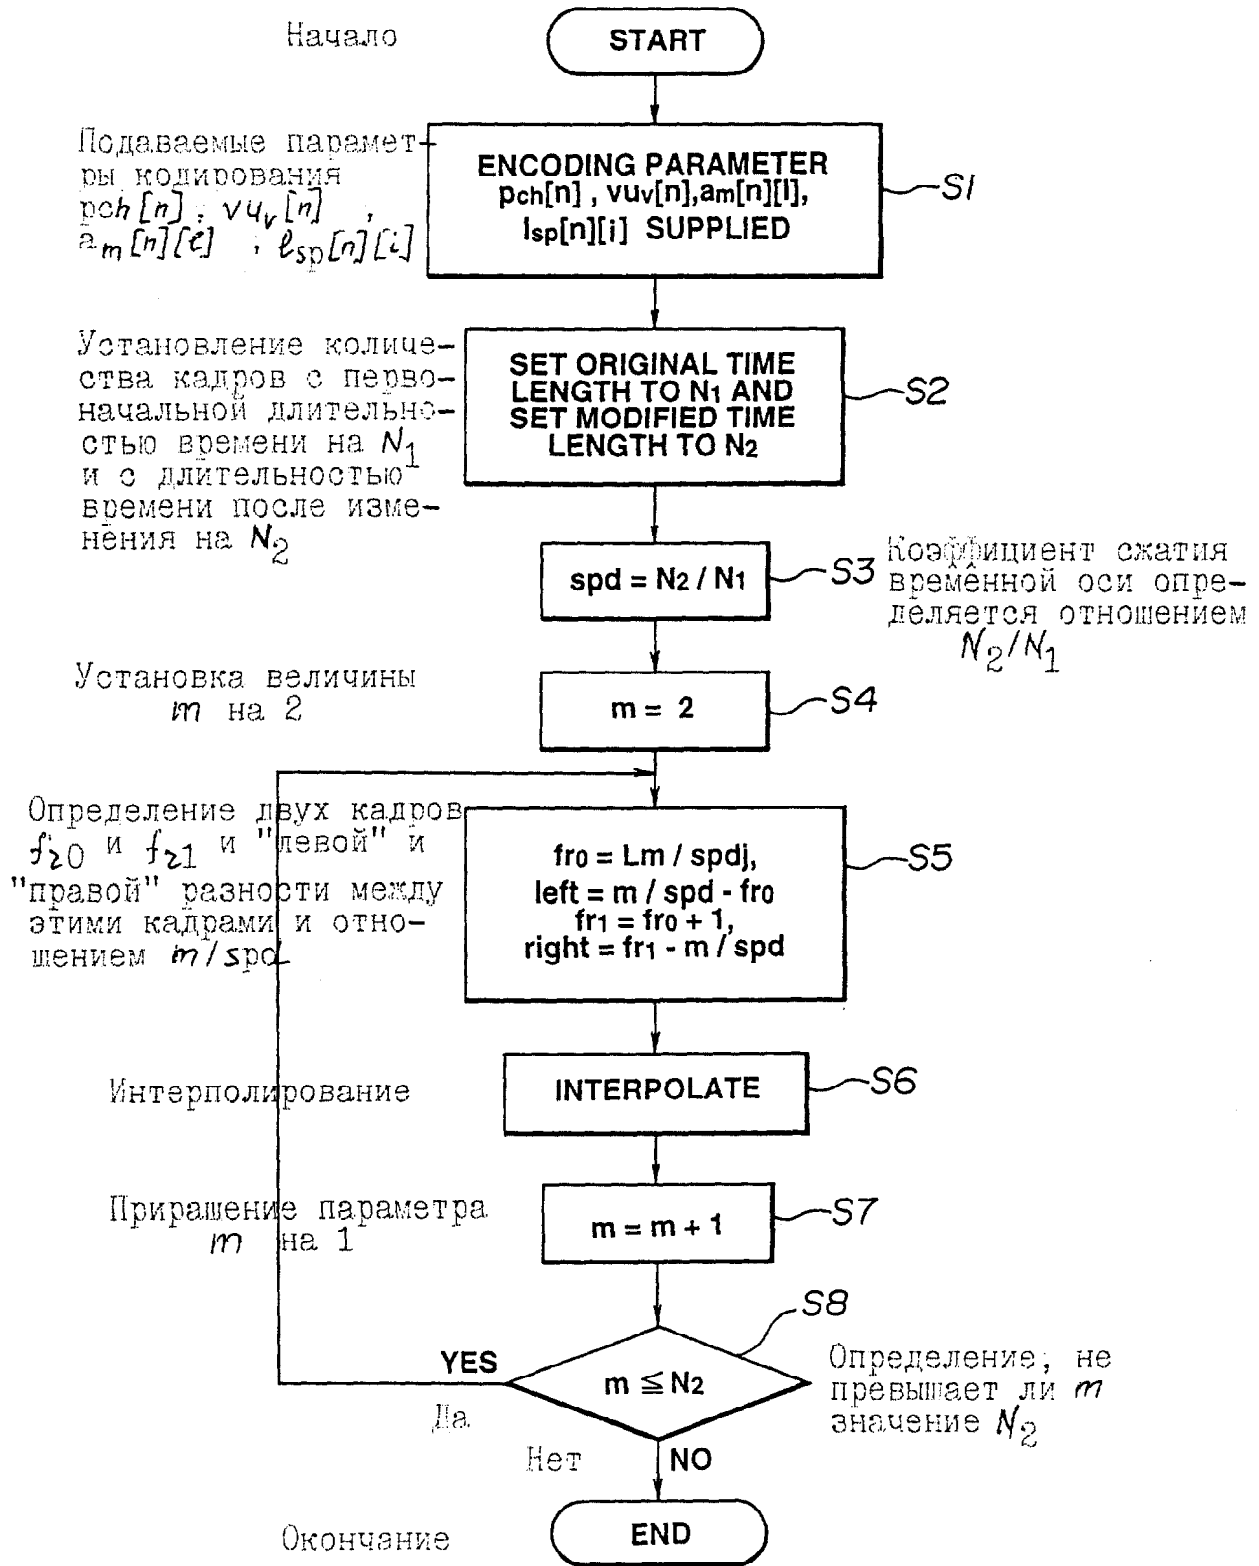 Начало
START
Подаваемые парамет-
ры кодирования
pch[n], vuv[n],
am[n][l], lsp[n][i]
ENCODING PARAMETER
pch[n], vuv[n],am[n][l],
lsp[n][i] SUPPLIED
S1
Установление количе-
ства кадров с перво-
начальной длительно-
стью времени на N1
и с длительностью
времени после изме-
нения на N2
SET ORIGINAL TIME
LENGTH TO N1 AND
SET MODIFIED TIME
LENGTH TO N2
S2
spd = N2 / N1
S3
Коэффициент сжатия
временной оси опре-
деляется отношением
N2/N1
Установка величины
m на 2
m = 2
S4
Определение двух кадров
fr0 и fr1 и "левой" и
"правой" разности между
этими кадрами и отно-
шением m/spd
fr0 = Lm / spdj,
left = m / spd - fr0
fr1 = fr0 + 1,
right = fr1 - m / spd
S5
Интерполирование
INTERPOLATE
S6
Прирашение параметра
m на 1
m = m + 1
S7
S8
YES
Да
m ≦ N2
Определение, не
превышает ли m
значение N2
Нет
NO
Окончание
END